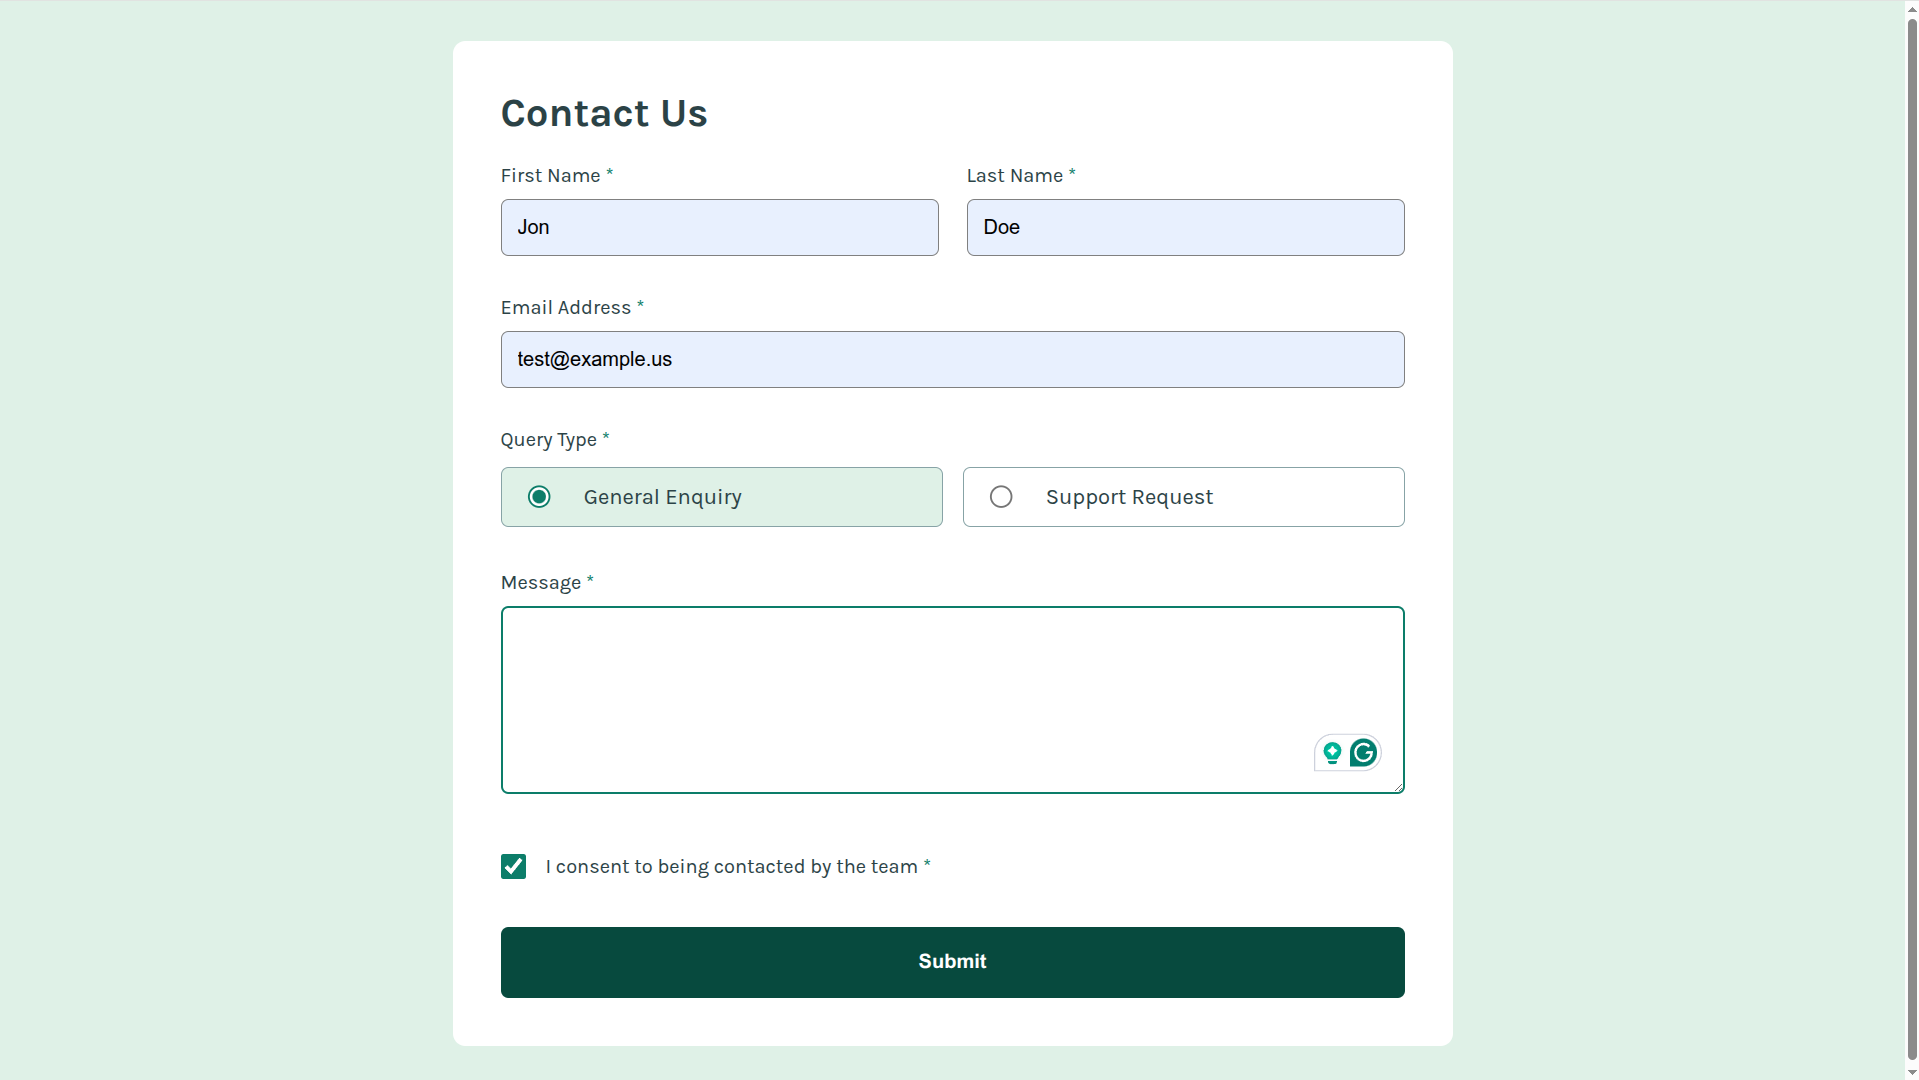 Contact Us
First Name * Last Name *
Jon Doe
Email Address *
test@example.us
Query Type *
General Enquiry Support Request
Message *
I consent to being contacted by the team *
Submit